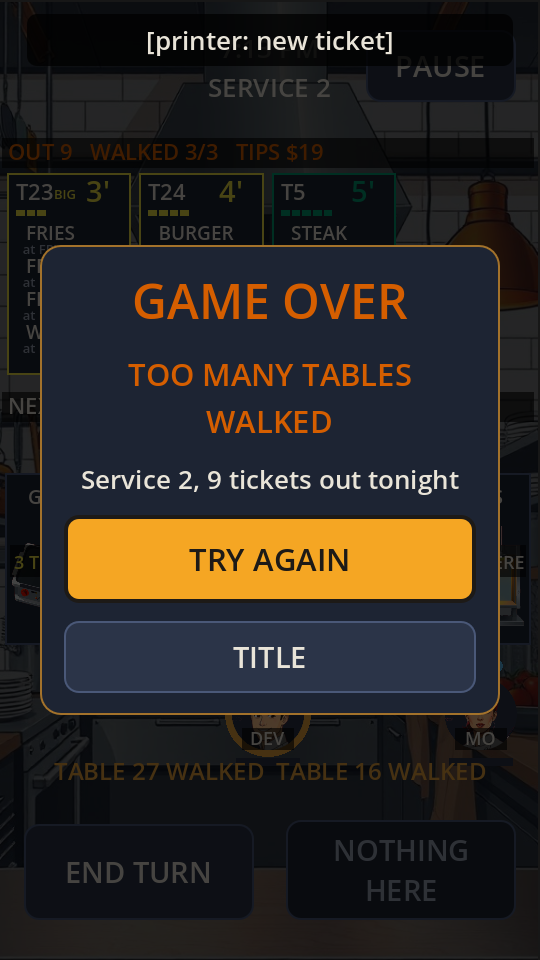 [printer: new ticket]
PAUSE
SERVICE 2
OUT 9 WALKED 3/3 TIPS $19
T23 BIG 3' T24 4' T5 5'
FRIES BURGER STEAK
GAME OVER
TOO MANY TABLES
WALKED
Service 2, 9 tickets out tonight
TRY AGAIN
TITLE
DEV MO
TABLE 27 WALKED TABLE 16 WALKED
END TURN NOTHING
HERE